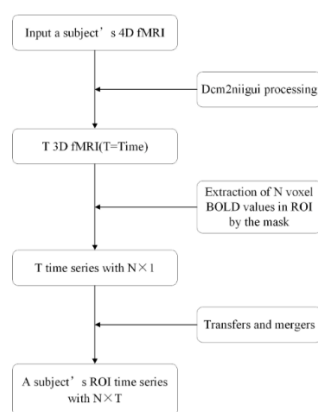 Input a subject’s 4D fMRI
Dcm2niigui processing
T 3D fMRI(T=Time)
Extraction of N voxel
BOLD values in ROI
by the mask
T time series with N×1
Transfers and mergers
A subject’s ROI time series
with N×T